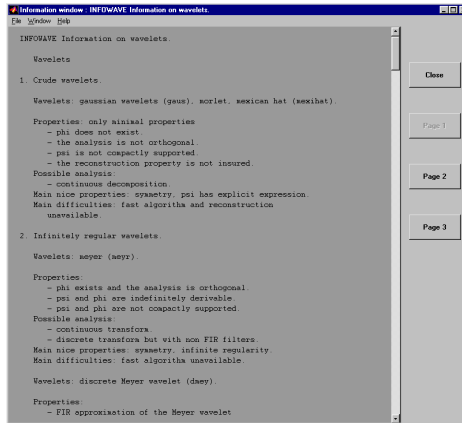 Information window : INFOWAVE Information on wavelets.
File Window Help
INFOWAVE Information on wavelets.
Wavelets
1. Crude wavelets.
Wavelets: gaussian wavelets (gaus), morlet, mexican hat (mexihat).
Properties: only minimal properties
- phi does not exist.
- the analysis is not orthogonal.
- psi is not compactly supported.
- the reconstruction property is not insured.
Possible analysis:
- continuous decomposition.
Main nice properties: symmetry, psi has explicit expression.
Main difficulties: fast algorithm and reconstruction
unavailable.
2. Infinitely regular wavelets.
Wavelets: meyer (meyr).
Properties:
- phi exists and the analysis is orthogonal.
- psi and phi are indefinitely derivable.
- psi and phi are not compactly supported.
Possible analysis:
- continuous transform.
- discrete transform but with non FIR filters.
Main nice properties: symmetry, infinite regularity.
Main difficulties: fast algorithm unavailable.
Wavelets: discrete Meyer wavelet (dmey).
Properties:
- FIR approximation of the Meyer wavelet
Close
Page 1
Page 2
Page 3